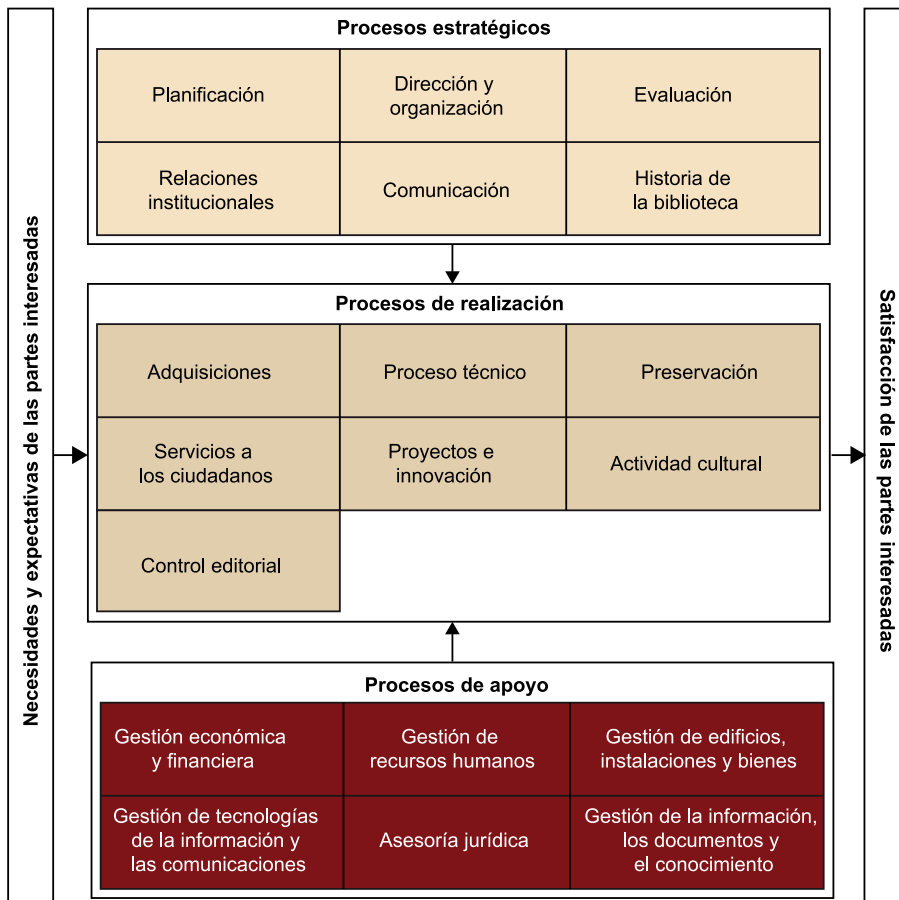 Necesidades y expectativas de las partes interesadas
Procesos estratégicos
Planificación
Dirección y
organización
Evaluación
Relaciones
institucionales
Comunicación
Historia de
la biblioteca
Procesos de realización
Adquisiciones
Proceso técnico
Preservación
Servicios a
los ciudadanos
Proyectos e
innovación
Actividad cultural
Control editorial
Procesos de apoyo
Gestión económica
y financiera
Gestión de
recursos humanos
Gestión de edificios,
instalaciones y bienes
Gestión de tecnologías
de la información y
las comunicaciones
Asesoría jurídica
Gestión de la información,
los documentos y
el conocimiento
Satisfacción de las partes interesadas